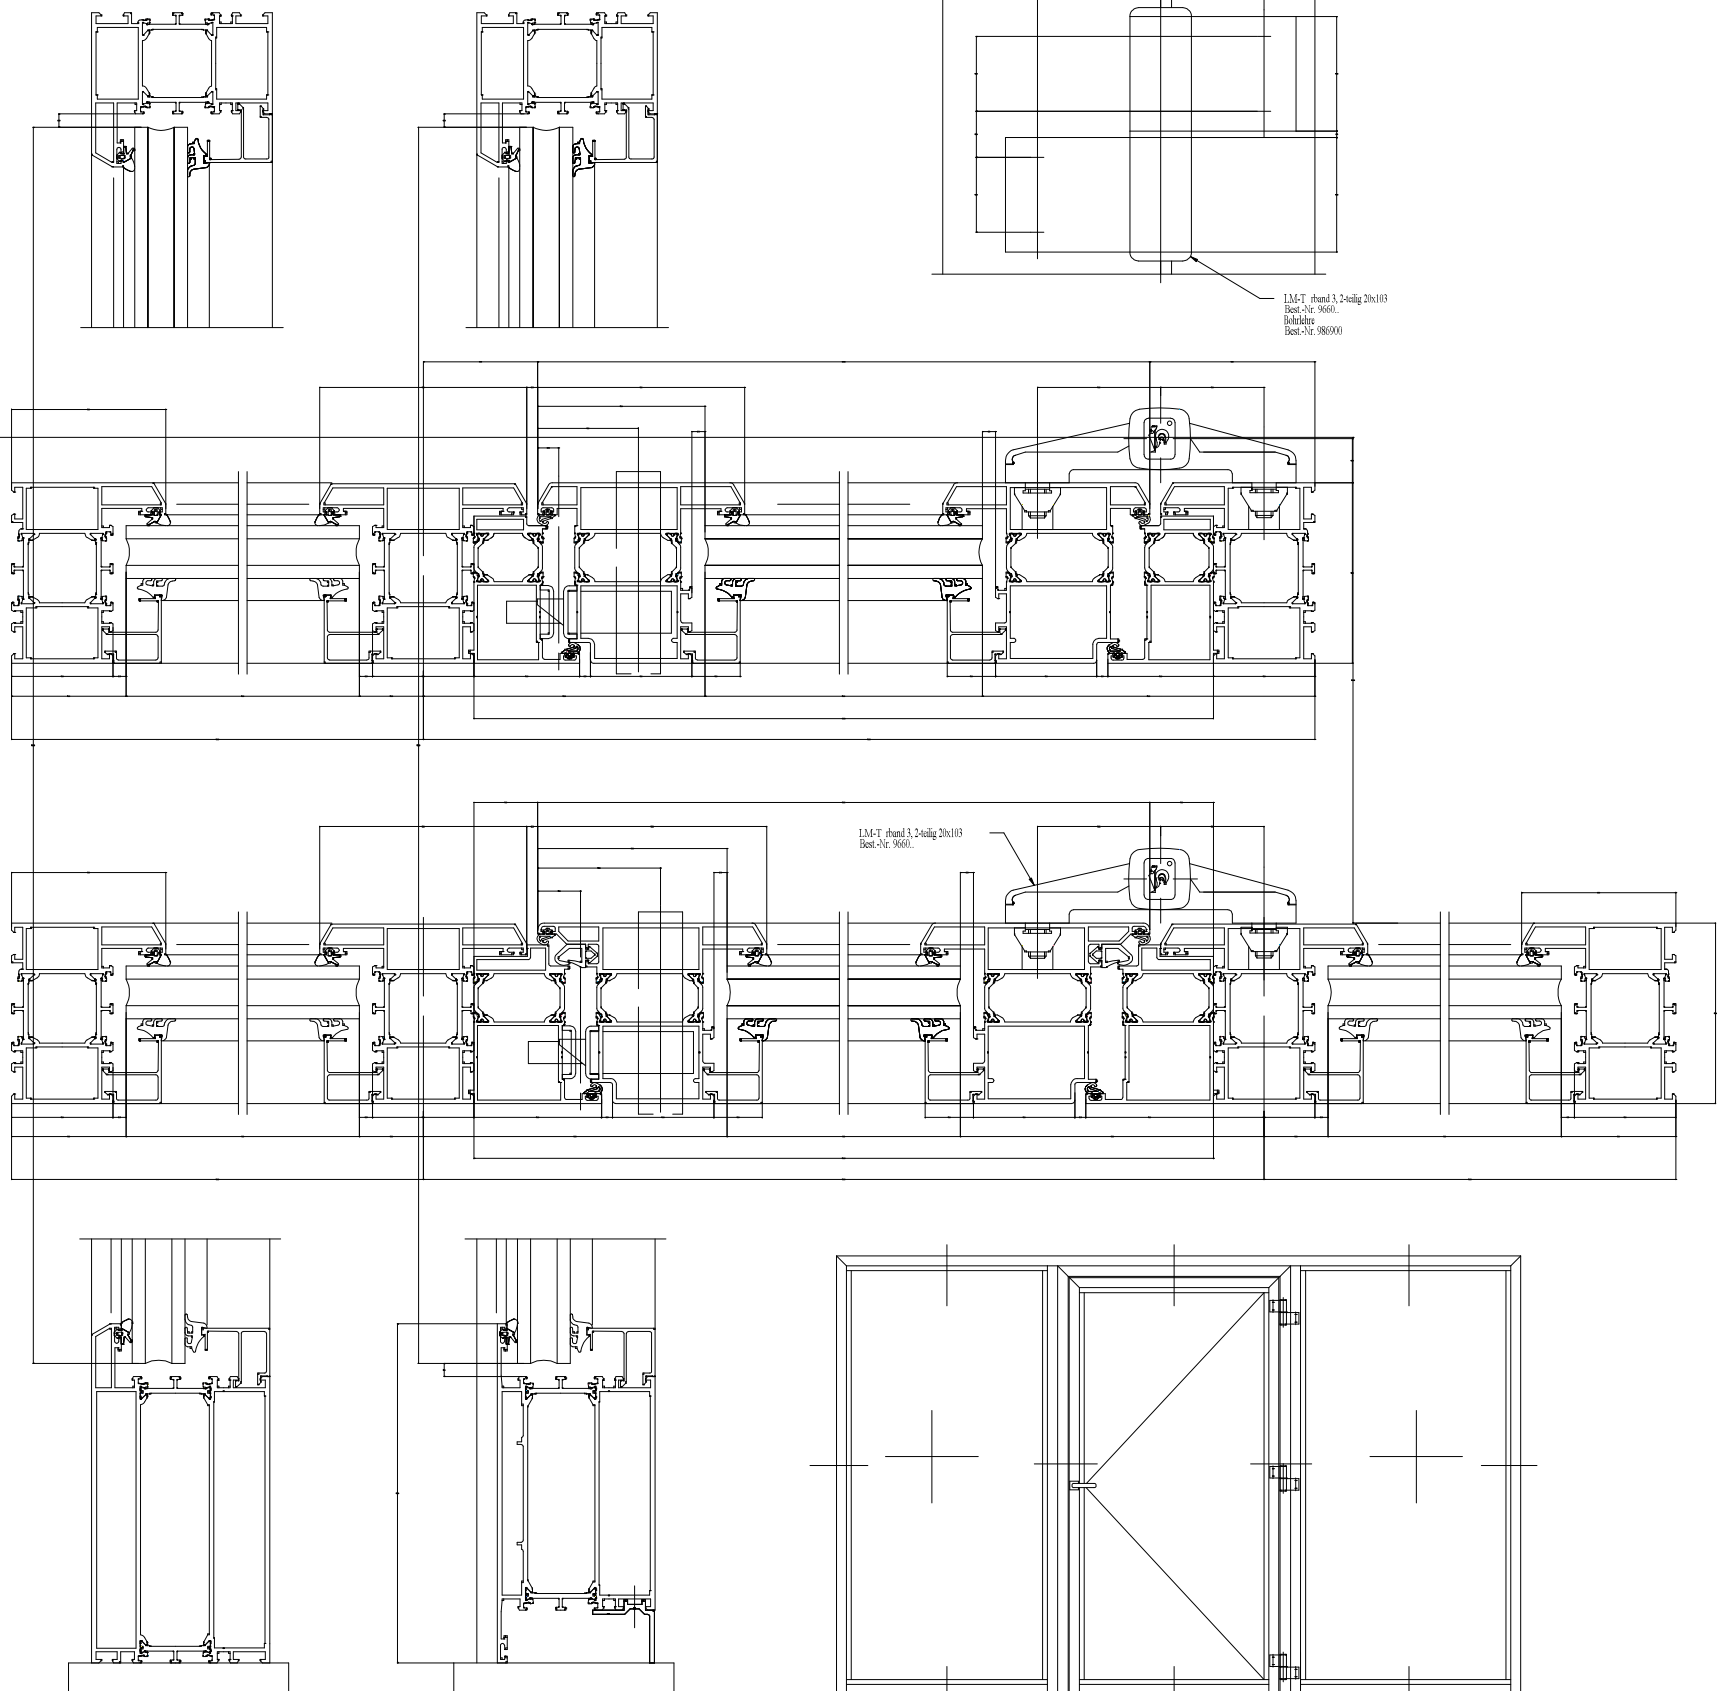 LM-T rband 3, 2-teilig 20x103
Best.-Nr. 9660..
Bohrlehre
Best.-Nr. 986900
LM-T rband 3, 2-teilig 20x103
Best.-Nr. 9660..